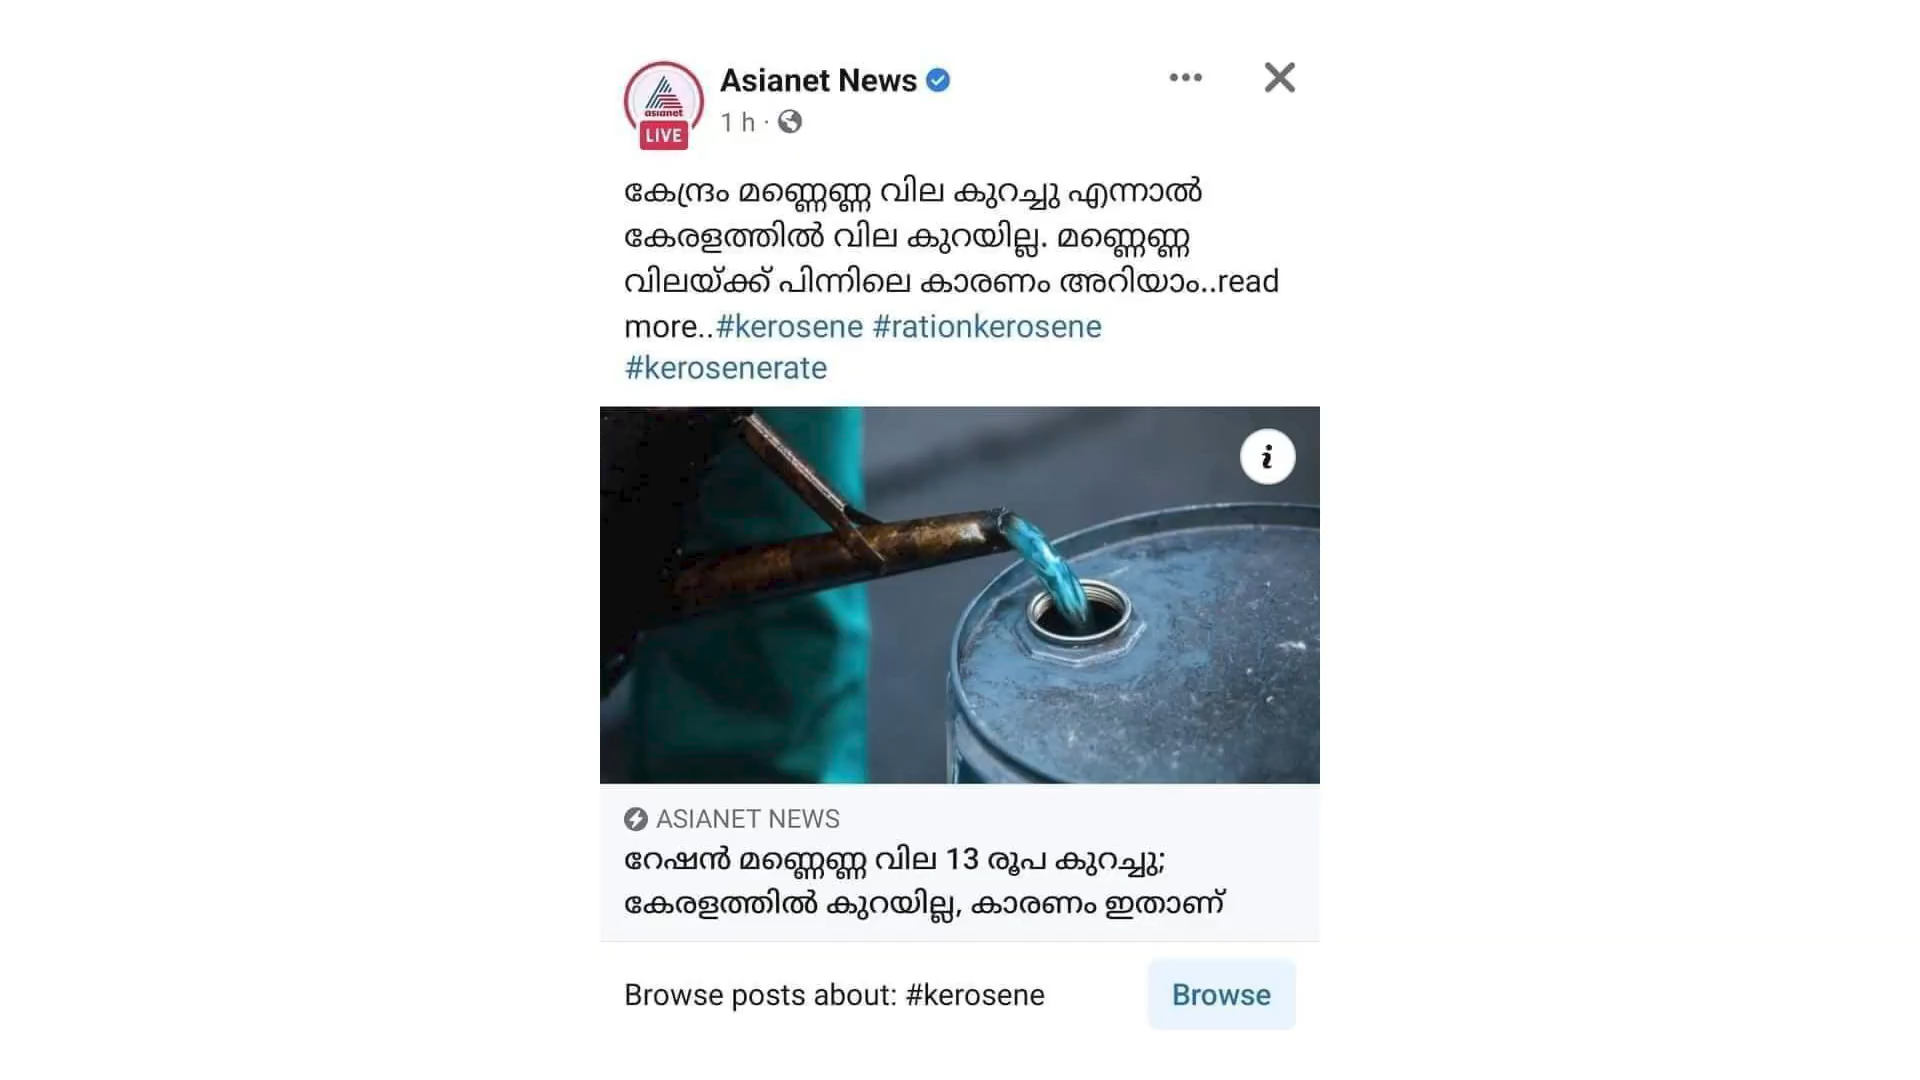 Asianet News
1 h ·
asianet
LIVE
കേന്ദ്രം മണ്ണെണ്ണ വില കുറച്ചു എന്നാൽ
കേരളത്തിൽ വില കുറയില്ല. മണ്ണെണ്ണ
വിലയ്ക്ക് പിന്നിലെ കാരണം അറിയാം..read
more..#kerosene #rationkerosene
#kerosenerate
i
ASIANET NEWS
റേഷൻ മണ്ണെണ്ണ വില 13 രൂപ കുറച്ചു;
കേരളത്തിൽ കുറയില്ല, കാരണം ഇതാണ്
Browse posts about: #kerosene
Browse